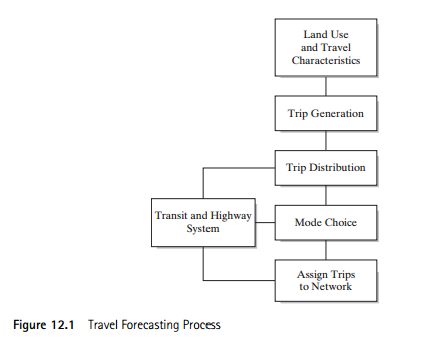 Land Use
and Travel
Characteristics
Trip Generation
Trip Distribution
Transit and Highway
System
Mode Choice
Assign Trips
to Network
Figure 12.1 Travel Forecasting Process